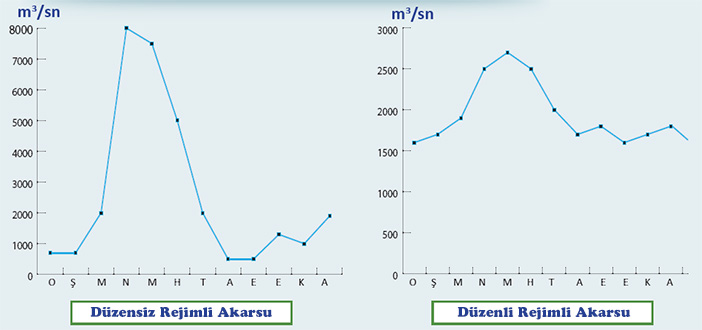 m³/sn
8000
7000
5000
4000
3000
2000
1000
0
O Ş M N M H T A E E K A
Düzensiz Rejimli Akarsu
m³/sn
3000
2500
2000
1500
1000
500
0
O Ş M N M H T A E E K A
Düzenli Rejimli Akarsu